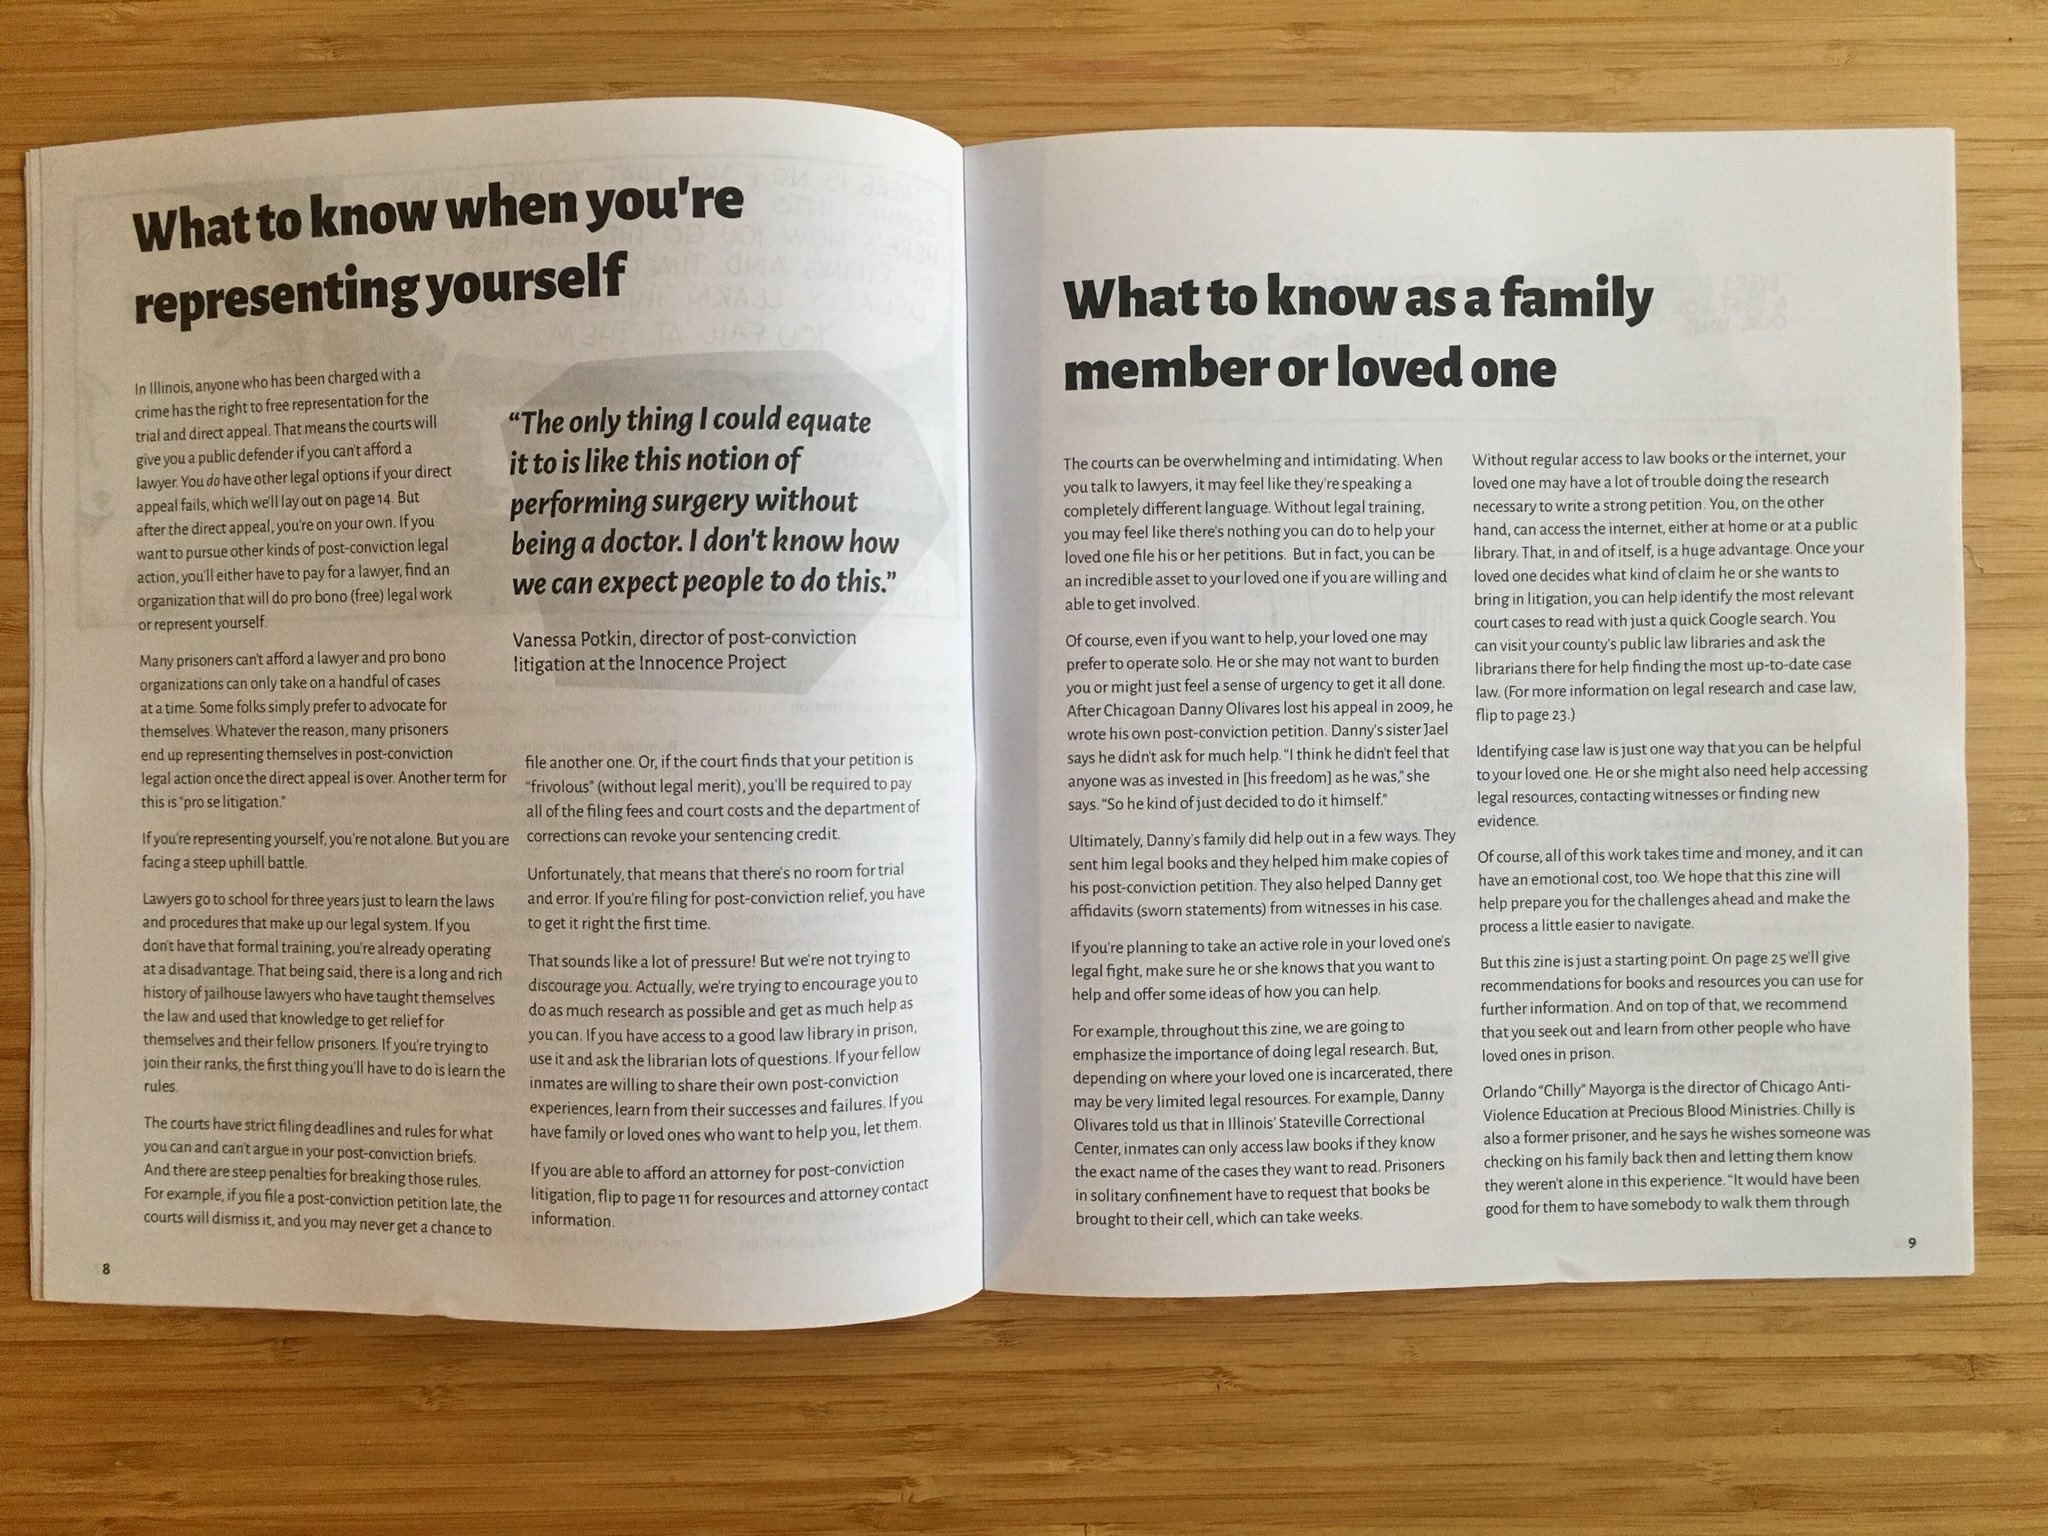 What to know when you're
representing yourself
In Illinois, anyone who has been charged with a
crime has the right to free representation for the
trial and direct appeal. That means the courts will
give you a public defender if you can't afford a
lawyer. You do have other legal options if your direct
appeal fails, which we'll lay out on page 14. But
after the direct appeal, you're on your own. If you
want to pursue other kinds of post-conviction legal
action, you'll either have to pay for a lawyer, find an
organization that will do pro bono (free) legal work
or represent yourself.
Many prisoners can't afford a lawyer and pro bono
organizations can only take on a handful of cases
at a time. Some folks simply prefer to advocate for
themselves. Whatever the reason, many prisoners
end up representing themselves in post-conviction
legal action once the direct appeal is over. Another term for
this is "pro se litigation."
If you're representing yourself, you're not alone. But you are
facing a steep uphill battle.
Lawyers go to school for three years just to learn the laws
and procedures that make up our legal system. If you
don't have that formal training, you're already operating
at a disadvantage. That being said, there is a long and rich
history of jailhouse lawyers who have taught themselves
the law and used that knowledge to get relief for
themselves and their fellow prisoners. If you're trying to
join their ranks, the first thing you'll have to do is learn the
rules.
The courts have strict filing deadlines and rules for what
you can and can't argue in your post-conviction briefs.
And there are steep penalties for breaking those rules.
For example, if you file a post-conviction petition late, the
courts will dismiss it, and you may never get a chance to
"The only thing I could equate
it to is like this notion of
performing surgery without
being a doctor. I don't know how
we can expect people to do this."
Vanessa Potkin, director of post-conviction
litigation at the Innocence Project
file another one. Or, if the court finds that your petition is
"frivolous" (without legal merit), you'll be required to pay
all of the filing fees and court costs and the department of
corrections can revoke your sentencing credit.
Unfortunately, that means that there's no room for trial
and error. If you're filing for post-conviction relief, you have
to get it right the first time.
That sounds like a lot of pressure! But we're not trying to
discourage you. Actually, we're trying to encourage you to
do as much research as possible and get as much help as
you can. If you have access to a good law library in prison,
use it and ask the librarian lots of questions. If your fellow
inmates are willing to share their own post-conviction
experiences, learn from their successes and failures. If you
have family or loved ones who want to help you, let them.
If you are able to afford an attorney for post-conviction
litigation, flip to page 11 for resources and attorney contact
information.
8
What to know as a family
member or loved one
The courts can be overwhelming and intimidating. When
you talk to lawyers, it may feel like they're speaking a
completely different language. Without legal training,
you may feel like there's nothing you can do to help your
loved one file his or her petitions. But in fact, you can be
an incredible asset to your loved one if you are willing and
able to get involved.
Of course, even if you want to help, your loved one may
prefer to operate solo. He or she may not want to burden
you or might just feel a sense of urgency to get it all done.
After Chicagoan Danny Olivares lost his appeal in 2009, he
wrote his own post-conviction petition. Danny's sister Jael
says he didn't ask for much help. "I think he didn't feel that
anyone was as invested in [his freedom] as he was," she
says. "So he kind of just decided to do it himself."
Ultimately, Danny's family did help out in a few ways. They
sent him legal books and they helped him make copies of
his post-conviction petition. They also helped Danny get
affidavits (sworn statements) from witnesses in his case.
If you're planning to take an active role in your loved one's
legal fight, make sure he or she knows that you want to
help and offer some ideas of how you can help.
For example, throughout this zine, we are going to
emphasize the importance of doing legal research. But,
depending on where your loved one is incarcerated, there
may be very limited legal resources. For example, Danny
Olivares told us that in Illinois' Stateville Correctional
Center, inmates can only access law books if they know
the exact name of the cases they want to read. Prisoners
in solitary confinement have to request that books be
brought to their cell, which can take weeks.
Without regular access to law books or the internet, your
loved one may have a lot of trouble doing the research
necessary to write a strong petition. You, on the other
hand, can access the internet, either at home or at a public
library. That, in and of itself, is a huge advantage. Once your
loved one decides what kind of claim he or she wants to
bring in litigation, you can help identify the most relevant
court cases to read with just a quick Google search. You
can visit your county's public law libraries and ask the
librarians there for help finding the most up-to-date case
law. (For more information on legal research and case law,
flip to page 23.)
Identifying case law is just one way that you can be helpful
to your loved one. He or she might also need help accessing
legal resources, contacting witnesses or finding new
evidence.
Of course, all of this work takes time and money, and it can
have an emotional cost, too. We hope that this zine will
help prepare you for the challenges ahead and make the
process a little easier to navigate.
But this zine is just a starting point. On page 25 we'll give
recommendations for books and resources you can use for
further information. And on top of that, we recommend
that you seek out and learn from other people who have
loved ones in prison.
Orlando "Chilly" Mayorga is the director of Chicago Anti-
Violence Education at Precious Blood Ministries. Chilly is
also a former prisoner, and he says he wishes someone was
checking on his family back then and letting them know
they weren't alone in this experience. "It would have been
good for them to have somebody to walk them through
9